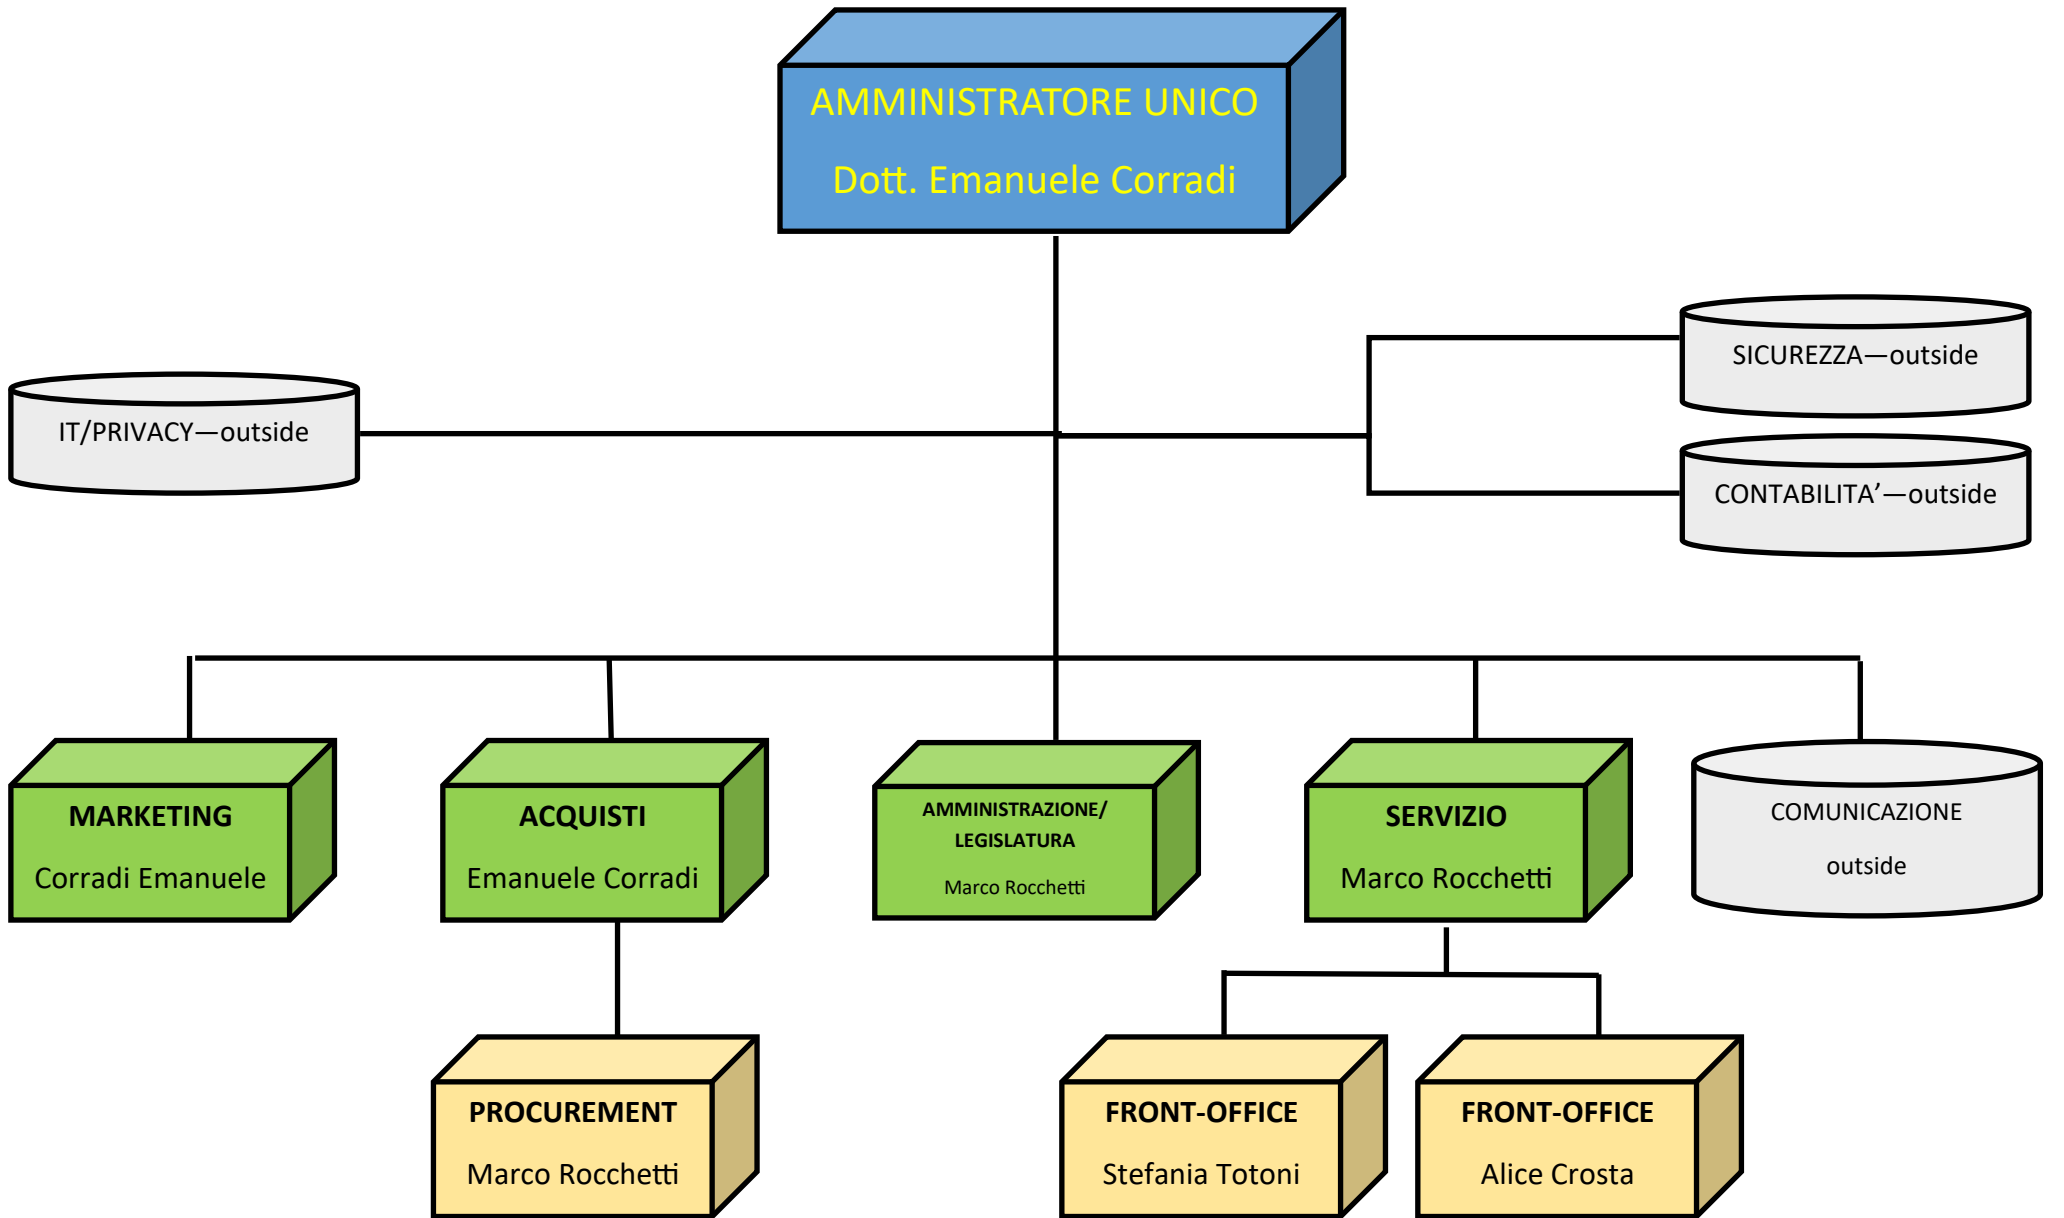 AMMINISTRATORE UNICO
Dott. Emanuele Corradi
SICUREZZA—outside
IT/PRIVACY—outside
CONTABILITA’—outside
MARKETING
Corradi Emanuele
ACQUISTI
Emanuele Corradi
AMMINISTRAZIONE/
LEGISLATURA
Marco Rocchetti
SERVIZIO
Marco Rocchetti
COMUNICAZIONE
outside
PROCUREMENT
Marco Rocchetti
FRONT-OFFICE
Stefania Totoni
FRONT-OFFICE
Alice Crosta